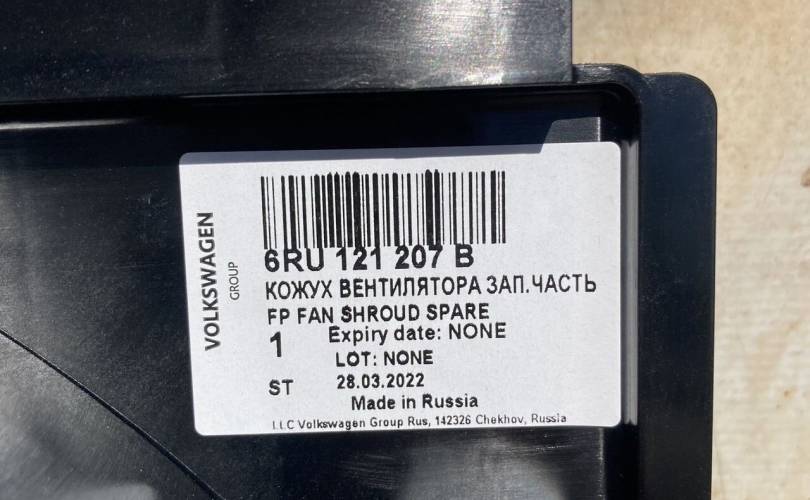 VOLKSWAGEN
GROUP
6RU 121 207 B
КОЖУХ ВЕНТИЛЯТОРА ЗАП.ЧАСТЬ
FP FAN SHROUD SPARE
1 Expiry date: NONE
LOT: NONE
ST 28.03.2022
Made in Russia
LLC Volkswagen Group Rus, 142326 Chekhov, Russia